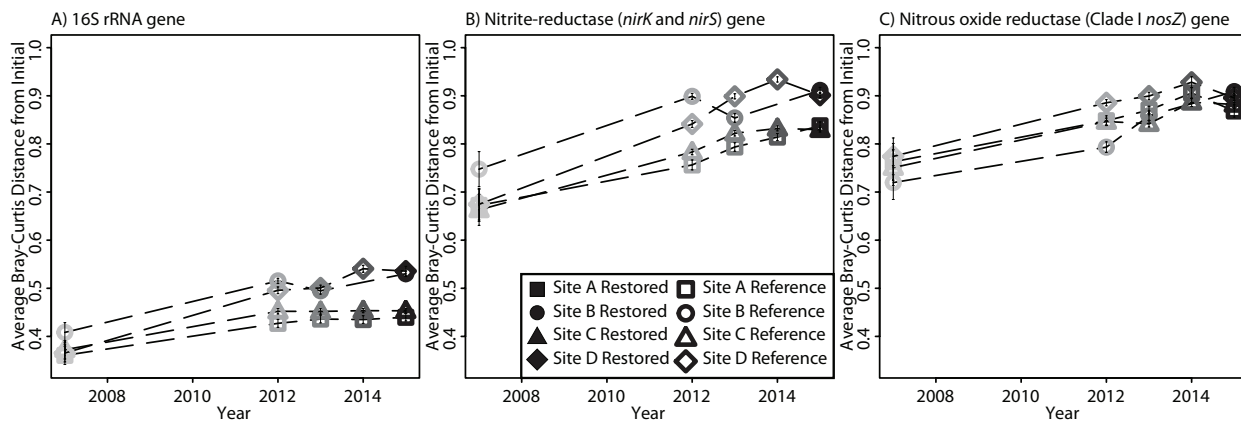 A) 16S rRNA gene
Average Bray-Curtis Distance from Initial
1.0
0.9
0.8
0.7
0.6
0.5
0.4
2008 2010 2012 2014
Year
B) Nitrite-reductase (nirK and nirS) gene
Average Bray-Curtis Distance from Initial
1.0
0.9
0.8
0.7
0.6
0.5
0.4
Site A Restored Site A Reference
Site B Restored Site B Reference
Site C Restored Site C Reference
Site D Restored Site D Reference
2008 2010 2012 2014
Year
C) Nitrous oxide reductase (Clade I nosZ) gene
Average Bray-Curtis Distance from Initial
1.0
0.9
0.8
0.7
0.6
0.5
0.4
2008 2010 2012 2014
Year